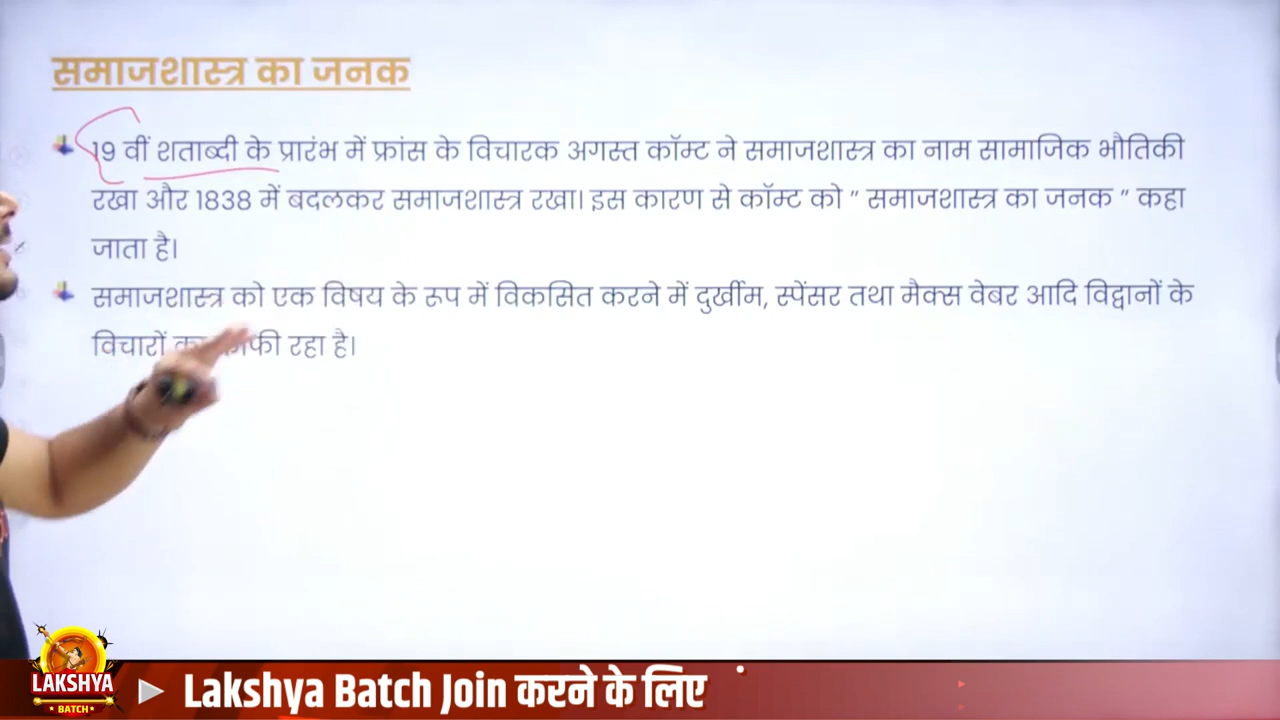 समाजशास्त्र का जनक
19 वीं शताब्दी के प्रारंभ में फ्रांस के विचारक अगस्त कॉम्ट ने समाजशास्त्र का नाम सामाजिक भौतिकी
रखा और 1838 में बदलकर समाजशास्त्र रखा। इस कारण से कॉम्ट को " समाजशास्त्र का जनक " कहा
जाता है।
समाजशास्त्र को एक विषय के रूप में विकसित करने में दुर्खीम, स्पेंसर तथा मैक्स वेबर आदि विद्वानों के
विचारों रहा है।
LAKSHYA
BATCH
Lakshya Batch Join करने के लिए